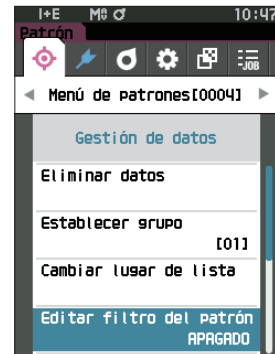 I+E M Ơ 10:47
Patrón
-JOB
Menú de patrones[0004]
Gestión de datos
Eliminar datos
Establecer grupo
[01]
Cambiar lugar de lista
Editar filtro del patrón
APAGADO